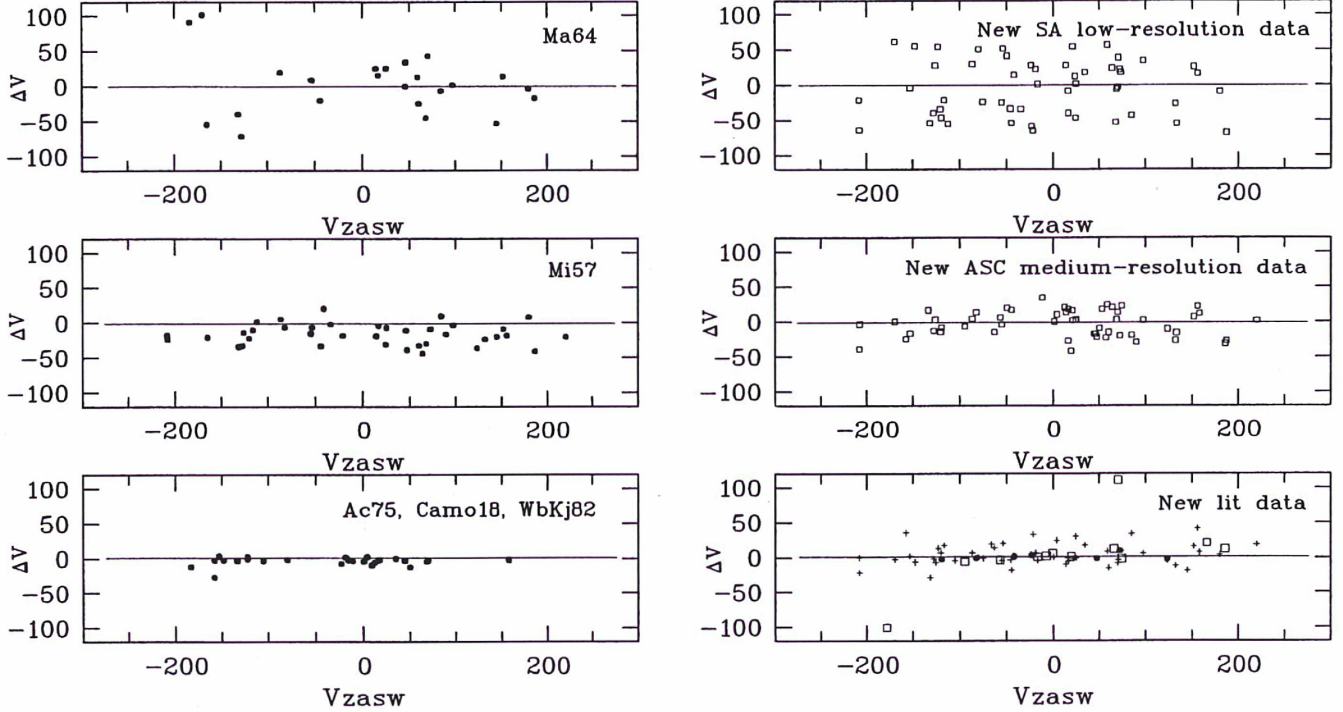 100
50
0
−50
−100
ΔV
Ma64
−200
0
200
Vzasw
100
50
0
−50
−100
ΔV
New SA low−resolution data
−200
0
200
Vzasw
100
50
0
−50
−100
ΔV
Mi57
−200
0
200
Vzasw
100
50
0
−50
−100
ΔV
New ASC medium−resolution data
−200
0
200
Vzasw
100
50
0
−50
−100
ΔV
Ac75, Camo18, WbKj82
−200
0
200
Vzasw
100
50
0
−50
−100
ΔV
New lit data
−200
0
200
Vzasw